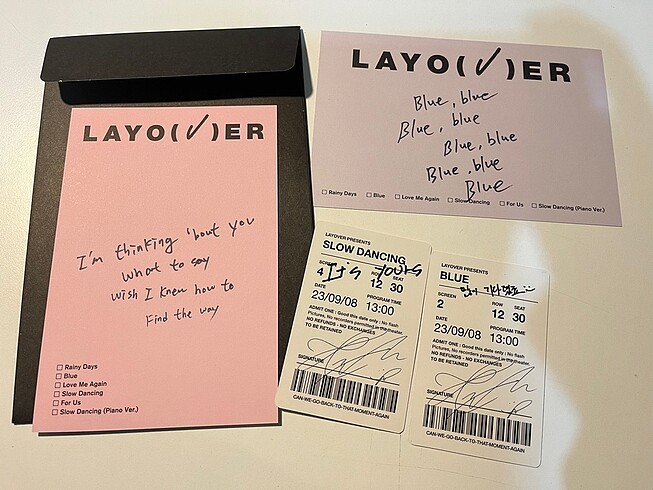 LAYO(✓)ER
I'm thinking 'bout you
what to say
wish I knew how to
Find the way
☐ Rainy Days
☐ Blue
☐ Love Me Again
☐ Slow Dancing
☐ For Us
☐ Slow Dancing (Piano Ver.)
LAYO(✓)ER
Blue, blue
Blue, blue
Blue, blue
Blue, blue
Blue
☐ Rainy Days ☐ Blue ☐ Love Me Again ☐ Slow Dancing ☐ For Us ☐ Slow Dancing (Piano Ver.)
LAYOVER PRESENTS
SLOW DANCING
It's yours
SCREEN ROW SEAT
4 12 30
DATE PROGRAM TIME
23/09/08 13:00
ADMIT ONE : Good this date only : No flash
Pictures, No recorders permitted in the theater.
NO REFUNDS - NO EXCHANGES
TO BE RETAINED
SIGNATURE
CAN-WE-GO-BACK-TO-THAT-MOMENT-AGAIN
LAYOVER PRESENTS
BLUE
SCREEN ROW SEAT
2 12 30
DATE PROGRAM TIME
23/09/08 13:00
ADMIT ONE : Good this date only : No flash
Pictures, No recorders permitted in the theater.
NO REFUNDS - NO EXCHANGES
TO BE RETAINED
SIGNATURE
CAN-WE-GO-BACK-TO-THAT-MOMENT-AGAIN